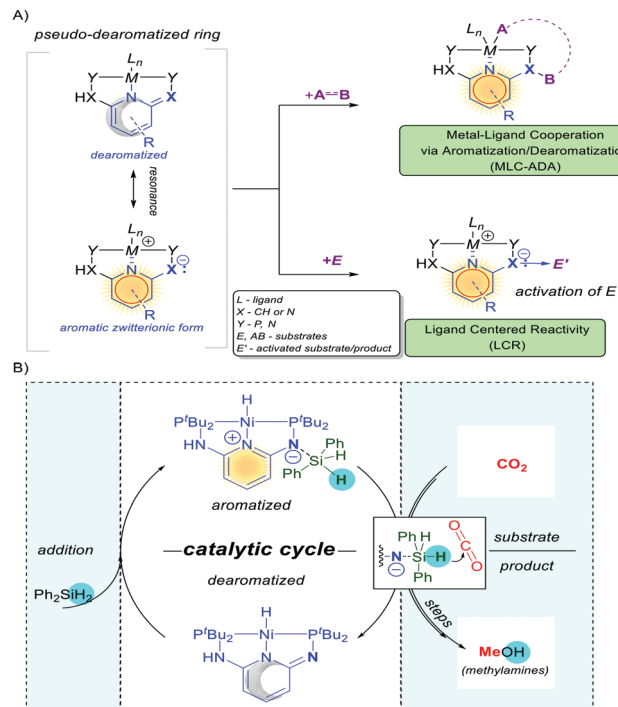 A)
pseudo-dearomatized ring
Lₙ
Y M Y
HX N X
R
dearomatized
resonance
Lₙ
⊕
Y M Y
HX N X ⊖ :
R
aromatic zwitterionic form
+A=B
+E
L - ligand
X - CH or N
Y - P, N
E, AB - substrates
E' - activated substrate/product
Lₙ A
Y M Y
HX N X B
R
Metal-Ligand Cooperation
via Aromatization/Dearomatizatio
(MLC-ADA)
Lₙ
⊕
Y M Y
HX N X ⊖ : E'
R
activation of E
Ligand Centered Reactivity
(LCR)
B)
addition
Ph₂SiH₂
H
PᵗBu₂ Ni PᵗBu₂
HN N ⊕ N ⊖
Ph
Si H
Ph H
aromatized
catalytic cycle
dearomatized
H
PᵗBu₂ Ni PᵗBu₂
HN N N
CO₂
Ph H
N Si H
⊖ Ph
O C O
substrate
product
steps
MeOH
(methylamines)